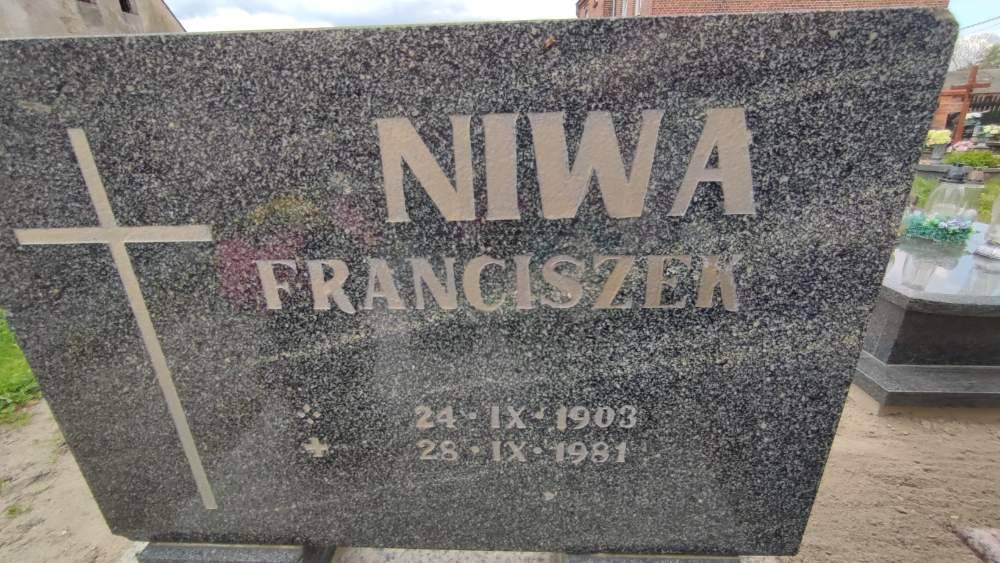 NIWA
FRANCISZEK
24·IX·1903
28·IX·1981